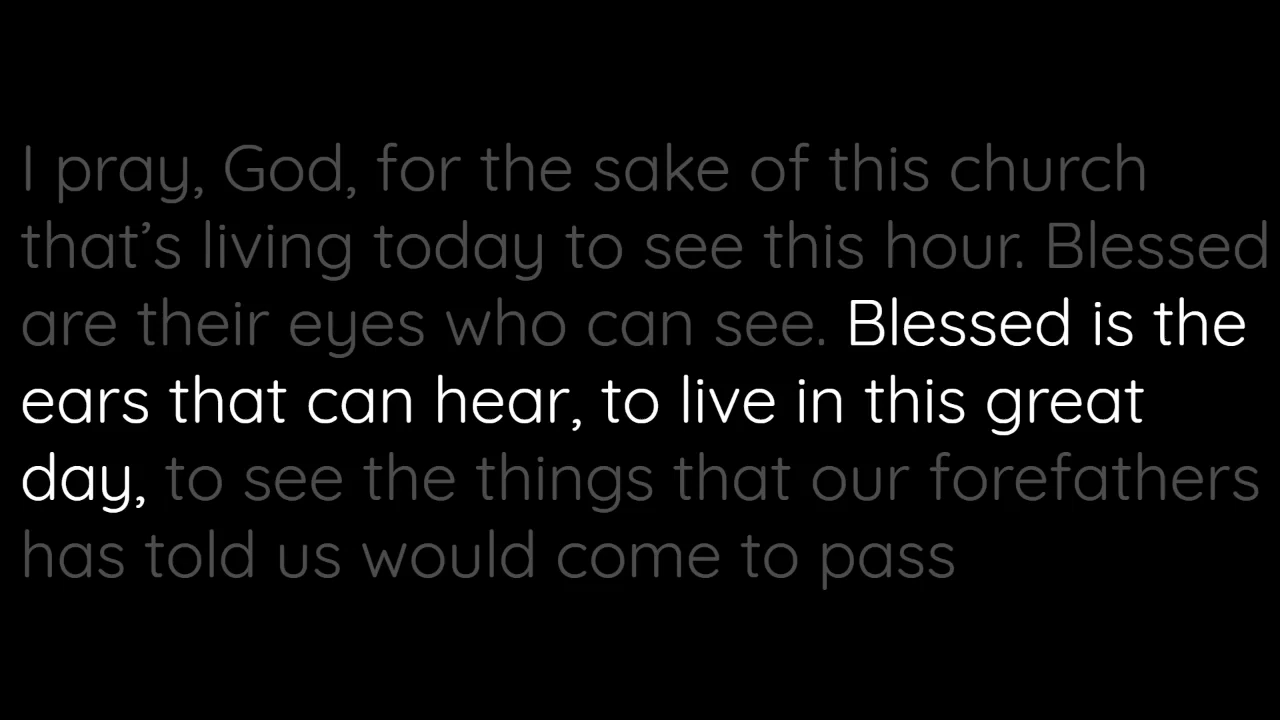 I pray, God, for the sake of this church
that’s living today to see this hour. Blessed
are their eyes who can see. Blessed is the
ears that can hear, to live in this great
day, to see the things that our forefathers
has told us would come to pass